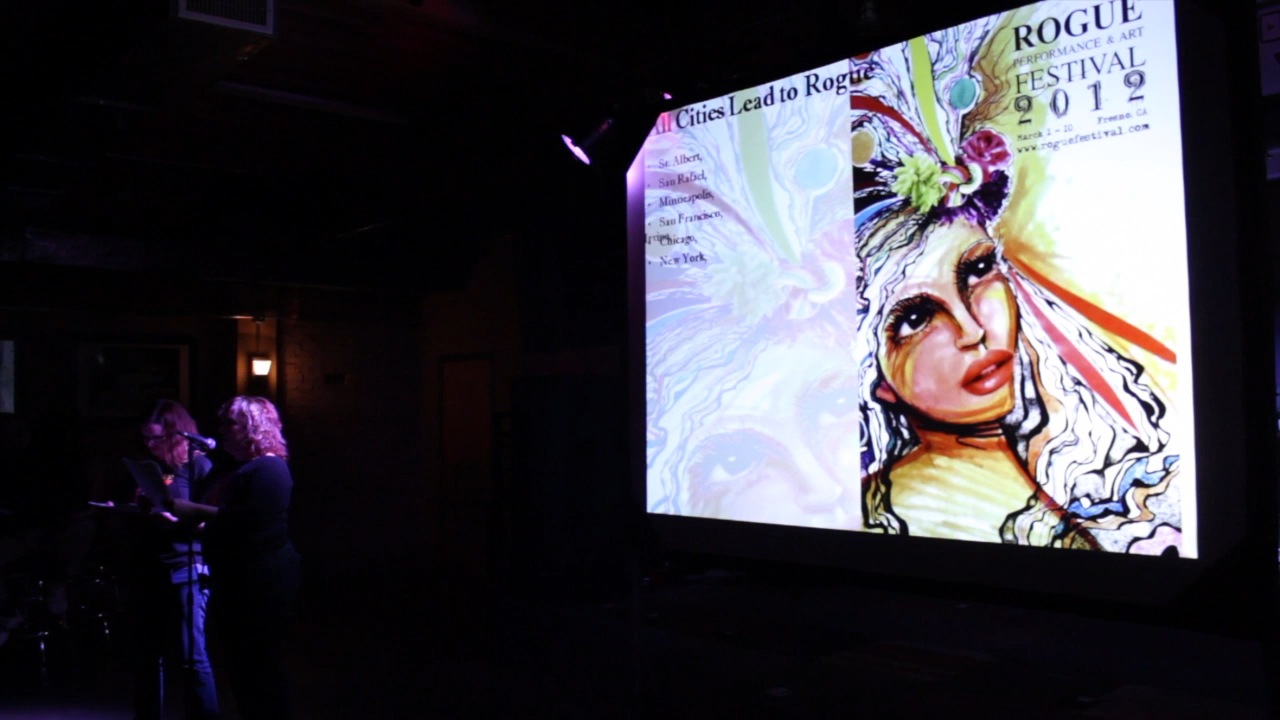 All Cities Lead to Rogue
St. Albert,
San Rafael,
Minneapolis,
San Francisco,
Chicago,
New York,
ROGUE
PERFORMANCE & ART
FESTIVAL
2012
March 1 - 10 Fresno, CA
www.roguefestival.com